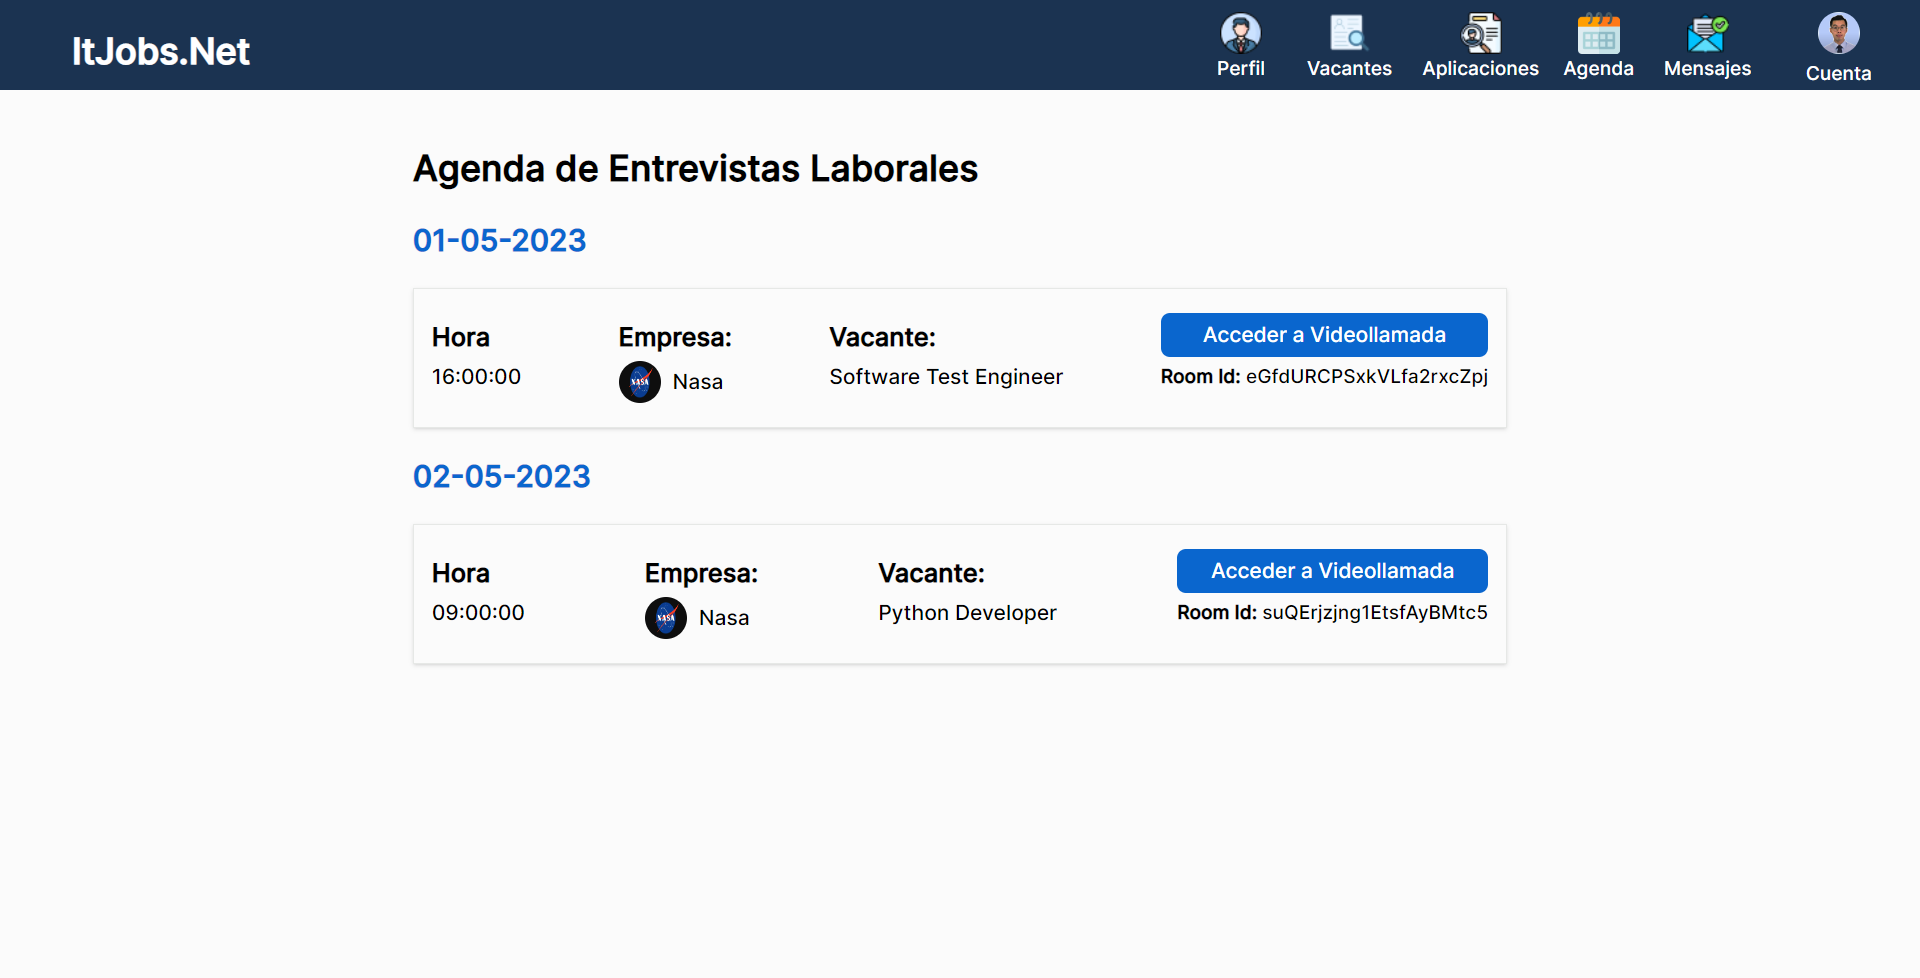 ItJobs.Net
Perfil
Vacantes
Aplicaciones
Agenda
Mensajes
Cuenta
Agenda de Entrevistas Laborales
01-05-2023
Hora
16:00:00
Empresa:
NASA
Nasa
Vacante:
Software Test Engineer
Acceder a Videollamada
Room Id: eGfdURCPSxkVLfa2rxcZpj
02-05-2023
Hora
09:00:00
Empresa:
NASA
Nasa
Vacante:
Python Developer
Acceder a Videollamada
Room Id: suQErjzjng1EtsfAyBMtc5